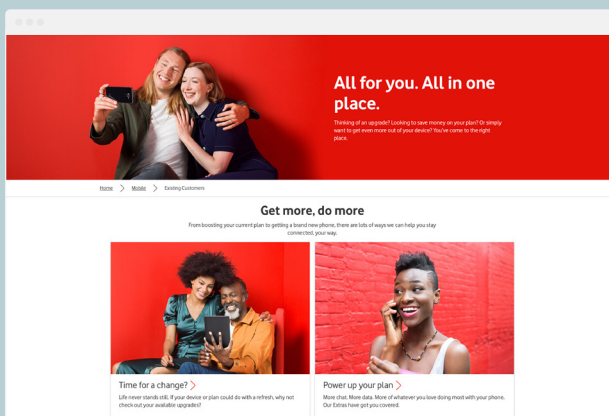 All for you. All in one
place.
Thinking of an upgrade? Looking to save money on your plan? Or simply
want to get even more out of your device? You've come to the right
place.
Home > Mobile > Existing Customers
Get more, do more
From boosting your current plan to getting a brand new phone, there are lots of ways we can help you stay
connected, your way.
Time for a change? >
Life never stands still. If your device or plan could do with a refresh, why not
check out your available upgrades?
Power up your plan >
More chat. More data. More of whatever you love doing most with your phone.
Our Extras have got you covered.